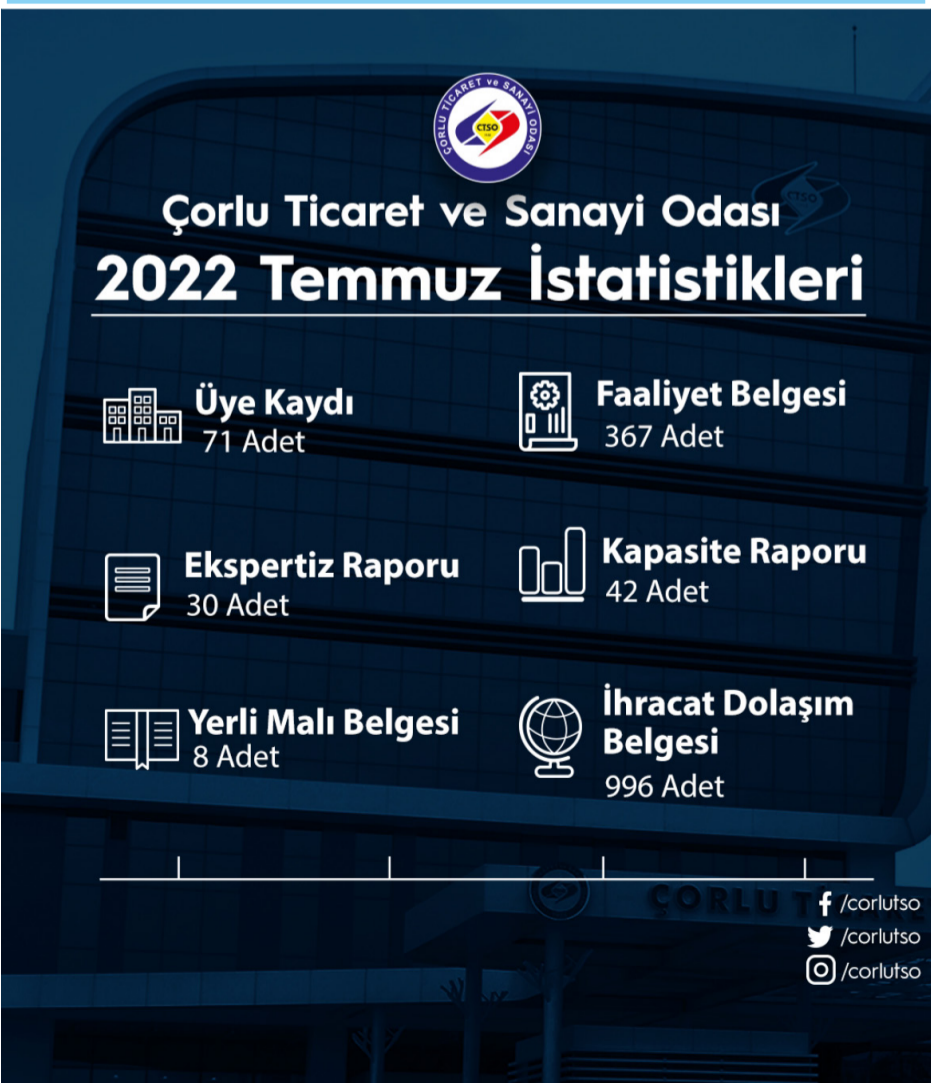 ÇORLU TİCARET ve SANAYİ ODASI
CTSO
CTSO
Çorlu Ticaret ve Sanayi Odası
2022 Temmuz İstatistikleri
Üye Kaydı
71 Adet
Faaliyet Belgesi
367 Adet
Ekspertiz Raporu
30 Adet
Kapasite Raporu
42 Adet
Yerli Malı Belgesi
8 Adet
İhracat Dolaşım
Belgesi
996 Adet
ÇORLU
/corlutso
/corlutso
/corlutso